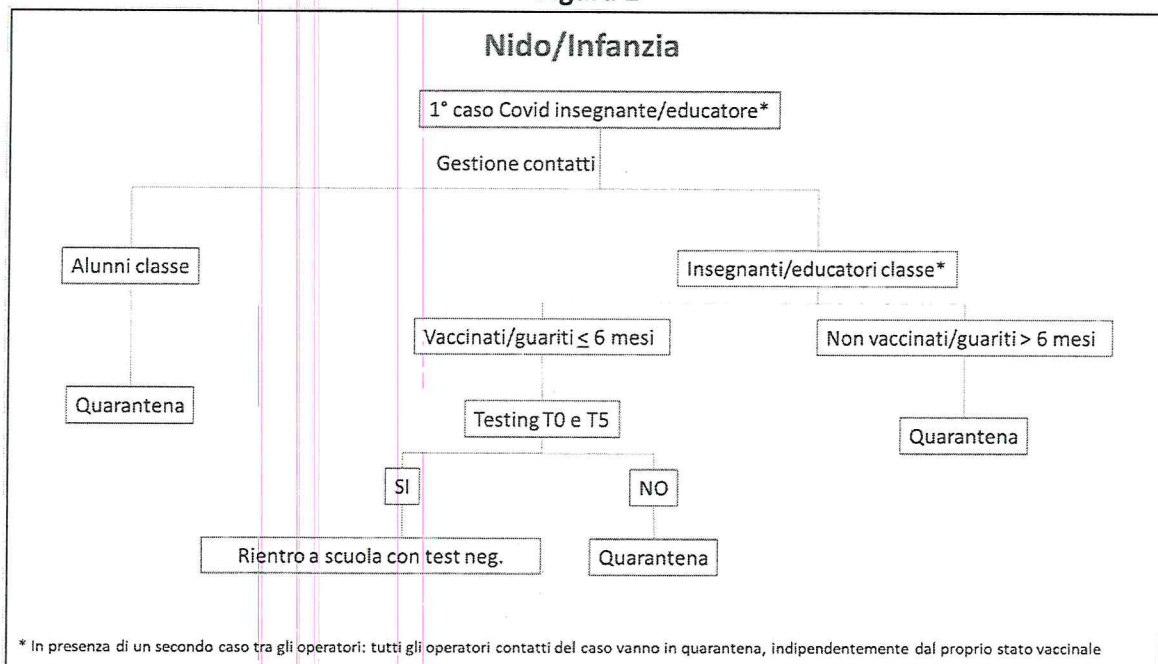 Nido/Infanzia
1° caso Covid insegnante/educatore*
Gestione contatti
Alunni classe
Insegnanti/educatori classe*
Vaccinati/guariti ≤ 6 mesi
Non vaccinati/guariti > 6 mesi
Quarantena
Testing T0 e T5
Quarantena
SI
NO
Rientro a scuola con test neg.
Quarantena
* In presenza di un secondo caso tra gli operatori: tutti gli operatori contatti del caso vanno in quarantena, indipendentemente dal proprio stato vaccinale